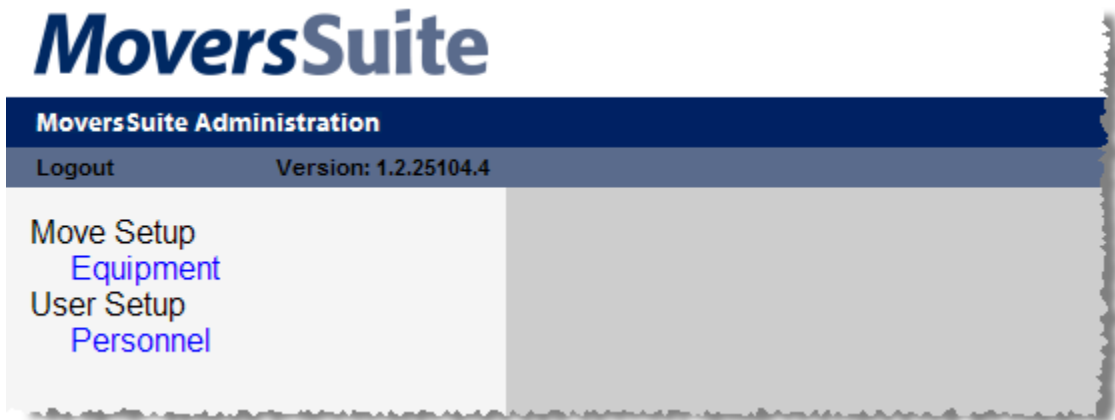 MoversSuite
MoversSuite Administration
Logout Version: 1.2.25104.4
Move Setup
Equipment
User Setup
Personnel